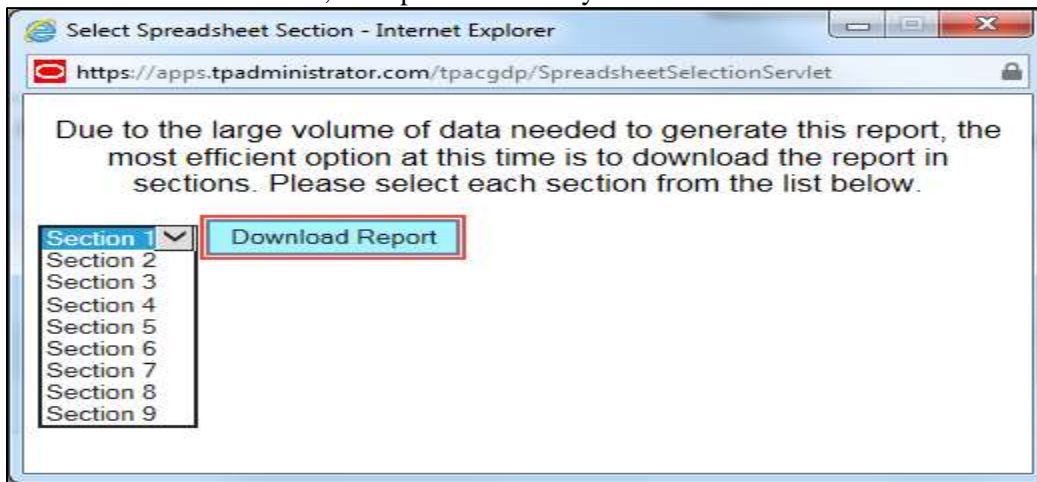 Select Spreadsheet Section - Internet Explorer
https://apps.tpadministrator.com/tpacgdp/SpreadsheetSelectionServlet
Due to the large volume of data needed to generate this report, the
most efficient option at this time is to download the report in
sections. Please select each section from the list below.
Section 1 Download Report
Section 2
Section 3
Section 4
Section 5
Section 6
Section 7
Section 8
Section 9